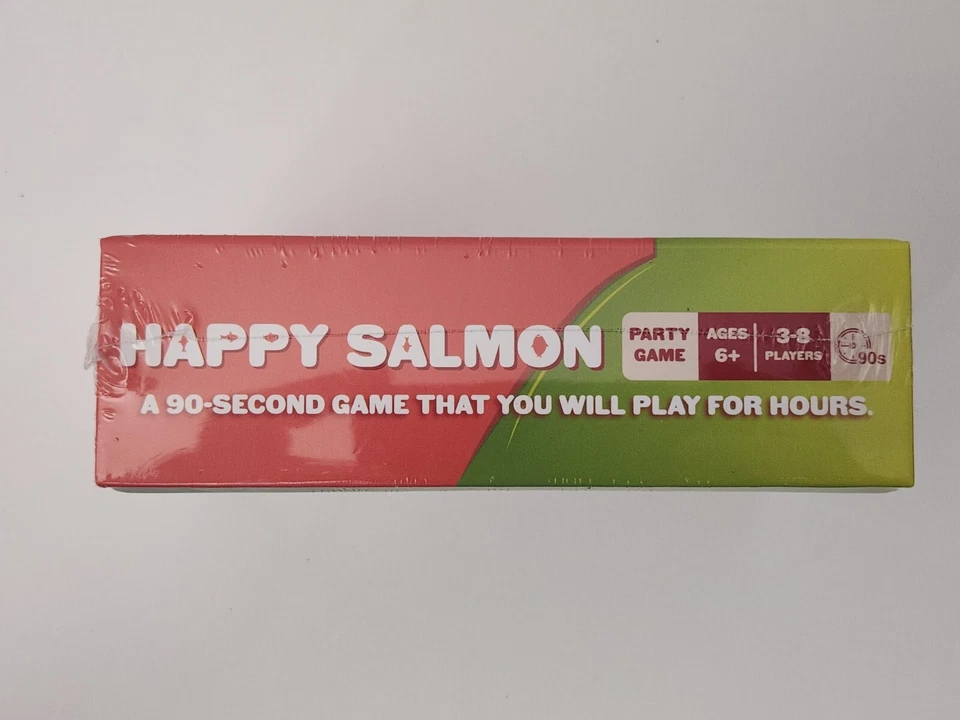 HAPPY SALMON
PARTY GAME
AGES 6+
3-8 PLAYERS
90s
A 90-SECOND GAME THAT YOU WILL PLAY FOR HOURS.